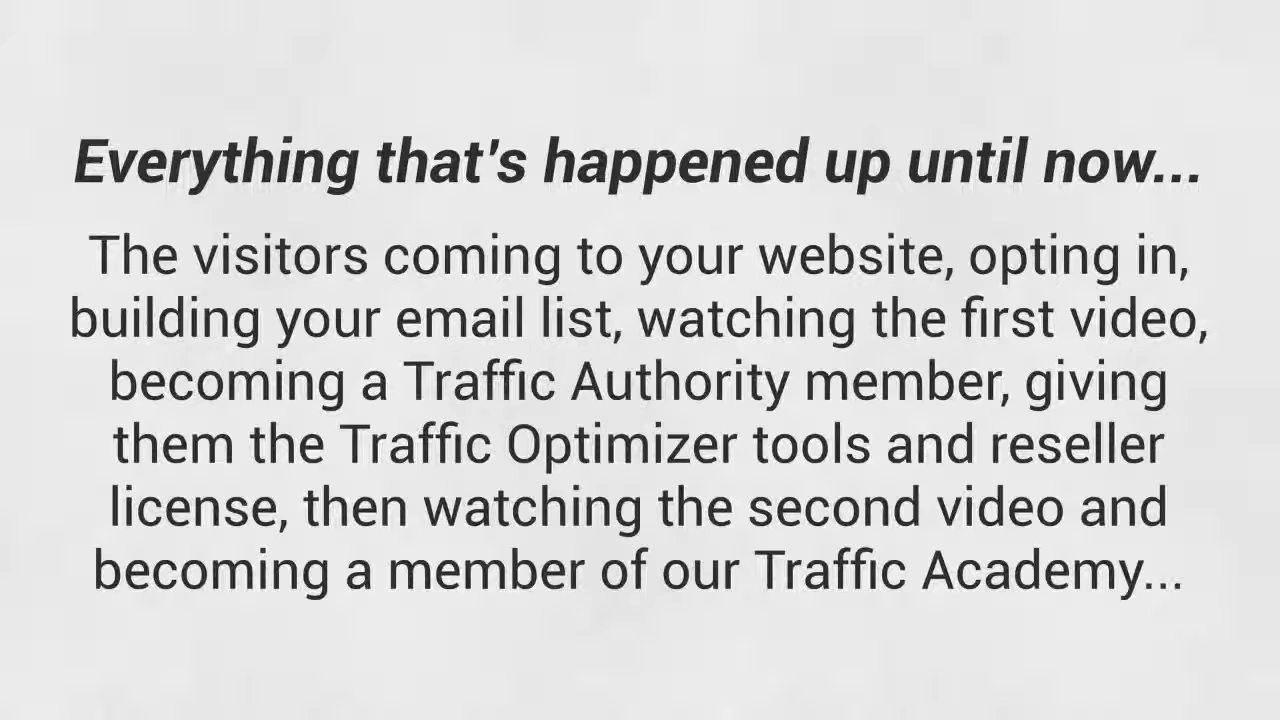 Everything that's happened up until now...
The visitors coming to your website, opting in,
building your email list, watching the first video,
becoming a Traffic Authority member, giving
them the Traffic Optimizer tools and reseller
license, then watching the second video and
becoming a member of our Traffic Academy...